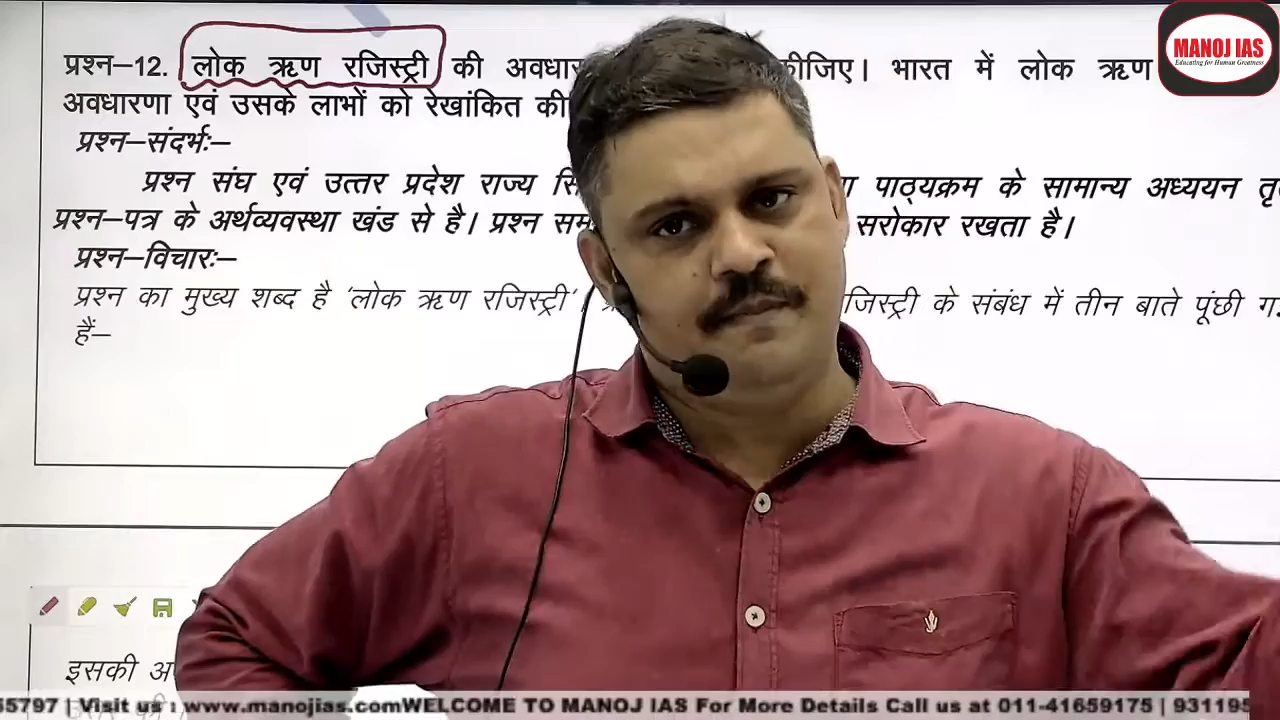 प्रश्न–12. लोक ऋण रजिस्ट्री की कीजिए। भारत में लोक ऋण
अवधारणा एवं उसके लाभों को रेखांकित
प्रश्न–संदर्भः–
प्रश्न संघ एवं उत्तर प्रदेश राज्य पाठ्यक्रम के सामान्य अध्ययन
प्रश्न–पत्र के अर्थव्यवस्था खंड से है। प्रश्न सरोकार रखता है।
प्रश्न–विचारः–
प्रश्न का मुख्य शब्द है 'लोक ऋण रजिस्ट्री', के संबंध में तीन बाते पूंछी
हैं–
इसकी
MANOJ IAS
Educating for Human Greatness
55797 | Visit us : www.manojias.comWELCOME TO MANOJ IAS For More Details Call us at 011-41659175 | 931195